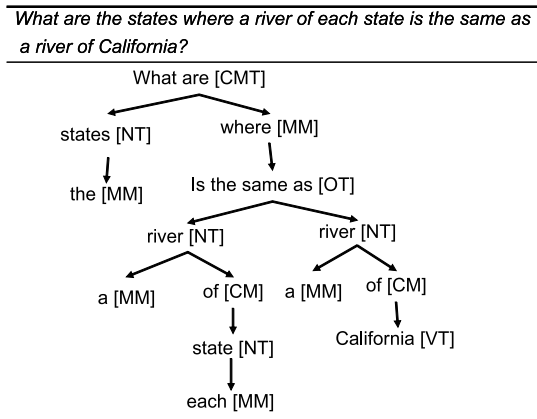 What are the states where a river of each state is the same as
a river of California?
What are [CMT]
states [NT] where [MM]
the [MM] Is the same as [OT]
river [NT] river [NT]
a [MM] of [CM] a [MM] of [CM]
state [NT] California [VT]
each [MM]